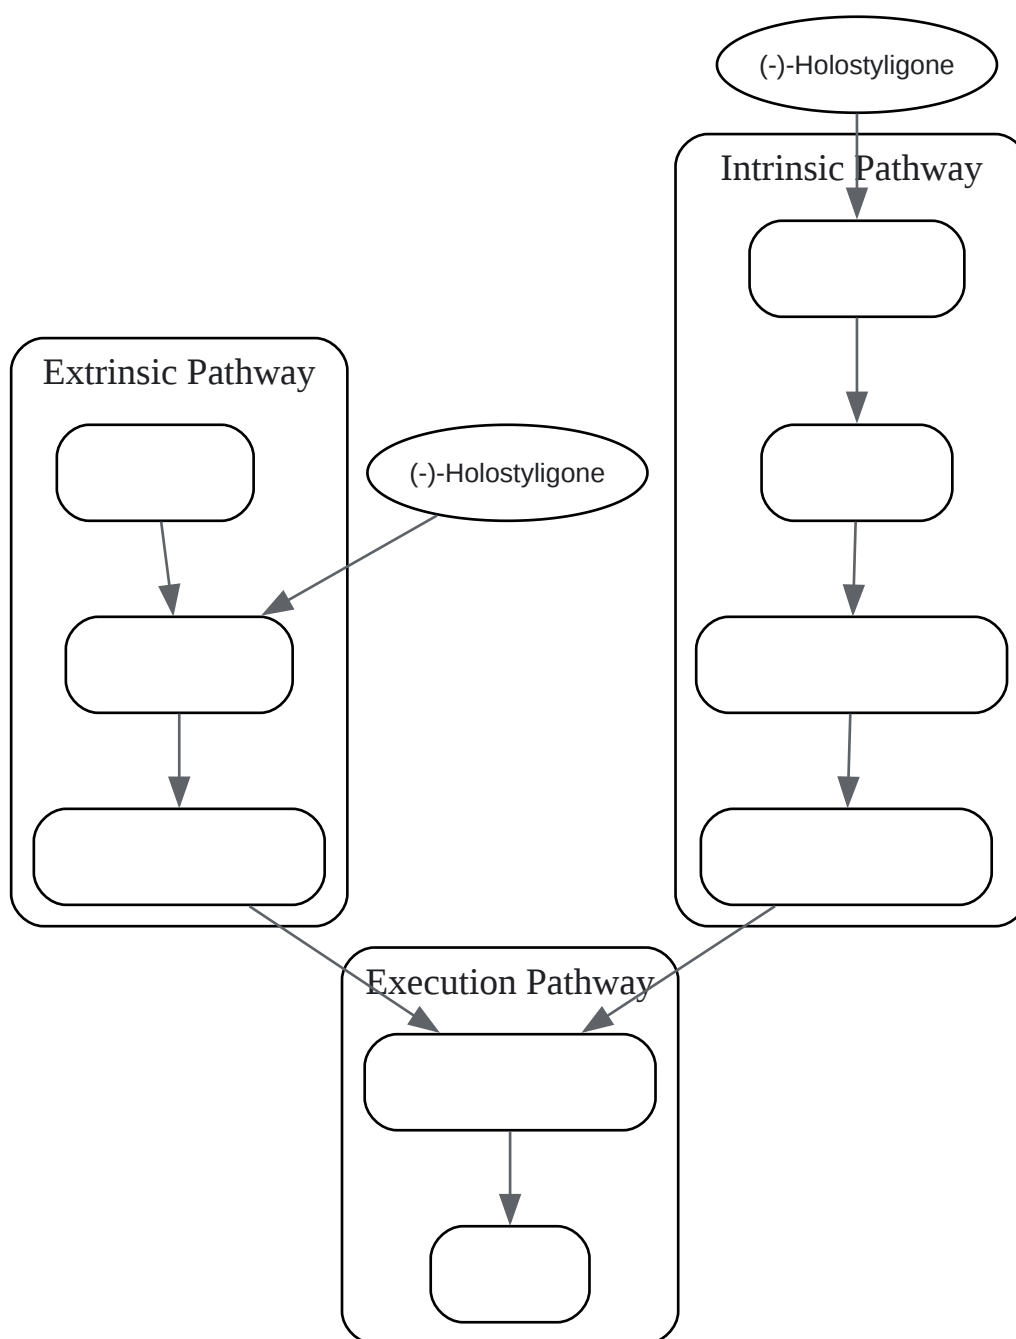 (-)-Holostyligone
Intrinsic Pathway
Extrinsic Pathway
(-)-Holostyligone
Execution Pathway